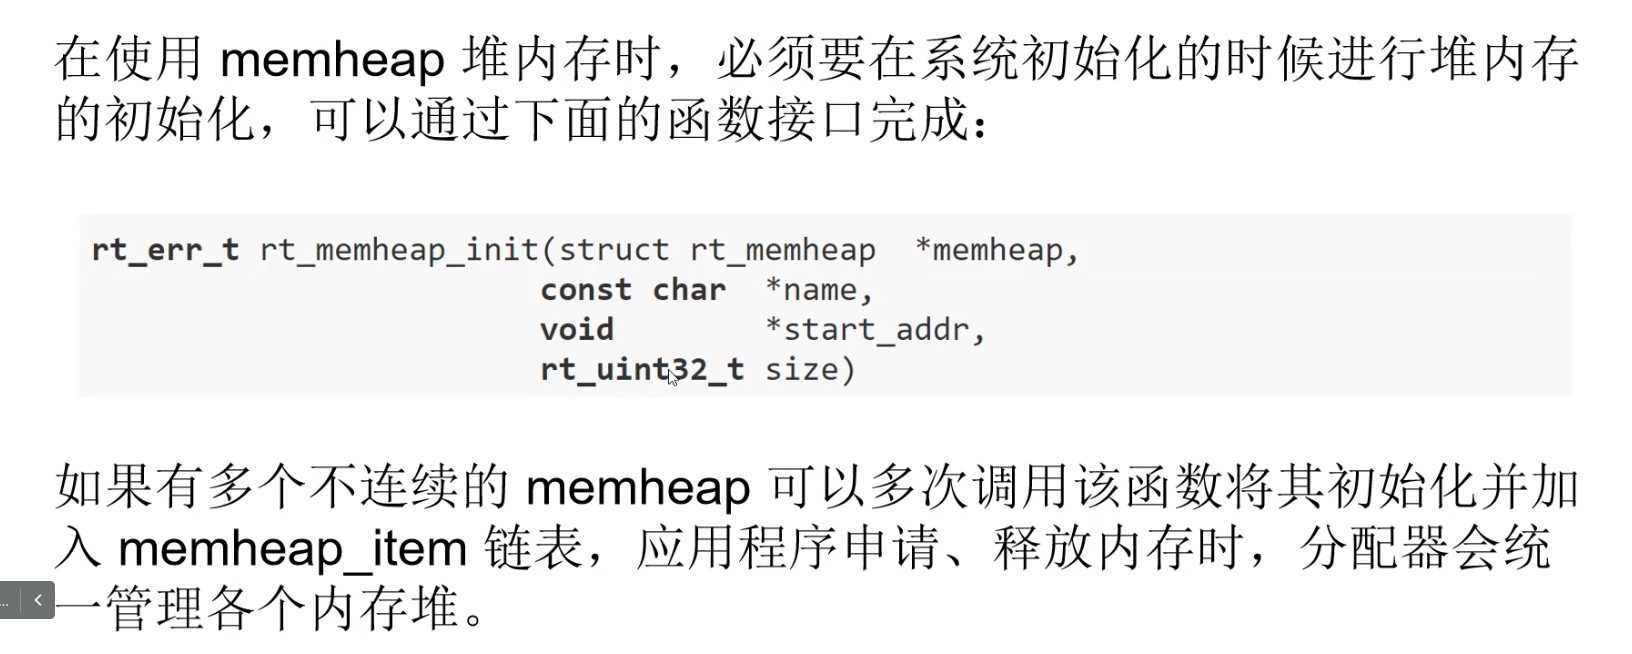 在使用 memheap 堆内存时，必须要在系统初始化的时候进行堆内存
的初始化，可以通过下面的函数接口完成：
rt_err_t rt_memheap_init(struct rt_memheap  *memheap,
                        const char  *name,
                        void        *start_addr,
                        rt_uint32_t size)
如果有多个不连续的 memheap 可以多次调用该函数将其初始化并加
入 memheap_item 链表，应用程序申请、释放内存时，分配器会统
一管理各个内存堆。